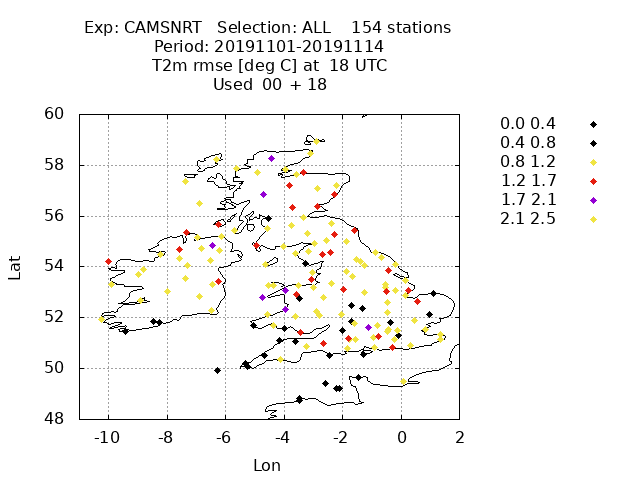 Exp: CAMSNRT Selection: ALL 154 stations
Period: 20191101-20191114
T2m rmse [deg C] at 18 UTC
Used 00 + 18
60
58
56
54
52
50
48
Lat
-10 -8 -6 -4 -2 0 2
Lon
0.0 0.4
0.4 0.8
0.8 1.2
1.2 1.7
1.7 2.1
2.1 2.5